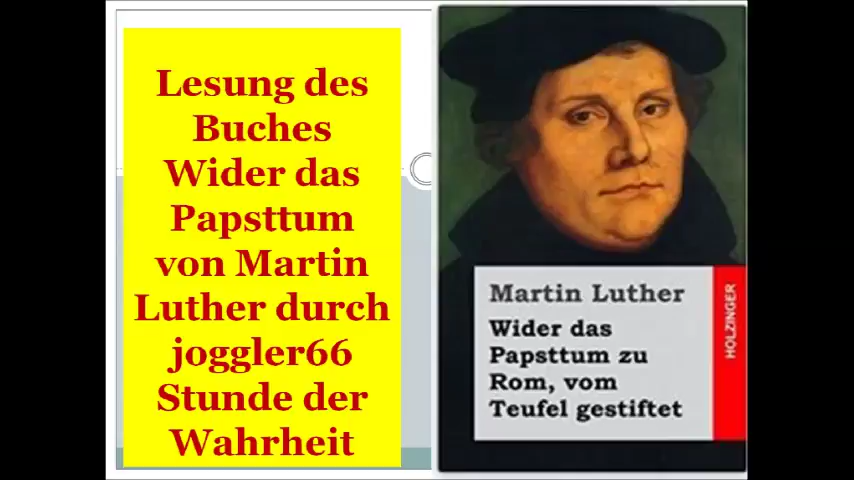 Lesung des
Buches
Wider das
Papsttum
von Martin
Luther durch
joggler66
Stunde der
Wahrheit
Martin Luther
Wider das
Papsttum zu
Rom, vom
Teufel gestiftet
HOLZINGER